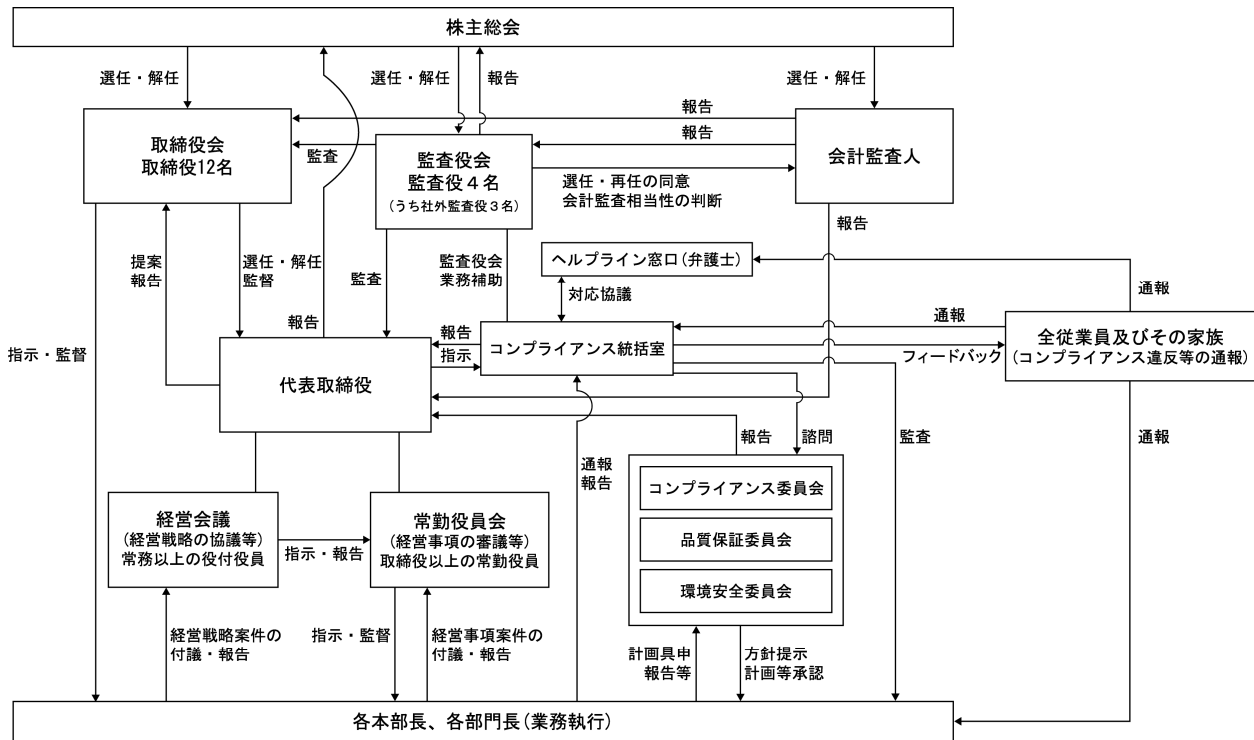 株主総会
選任・解任
選任・解任
報告
選任・解任
取締役会
取締役12名
報告
報告
監査
監査役会
監査役４名
(うち社外監査役３名)
会計監査人
選任・再任の同意
会計監査相当性の判断
報告
提案
報告
選任・解任
監督
監査
監査役会
業務補助
ヘルプライン窓口(弁護士)
対応協議
通報
指示・監督
報告
報告
指示
コンプライアンス統括室
通報
フィードバック
全従業員及びその家族
(コンプライアンス違反等の通報)
代表取締役
報告
諮問
監査
通報
通報
報告
経営会議
(経営戦略の協議等)
常務以上の役付役員
指示・報告
常勤役員会
(経営事項の審議等)
取締役以上の常勤役員
コンプライアンス委員会
品質保証委員会
環境安全委員会
経営戦略案件の
付議・報告
指示・監督
経営事項案件の
付議・報告
計画具申
報告等
方針提示
計画等承認
各本部長、各部門長(業務執行)